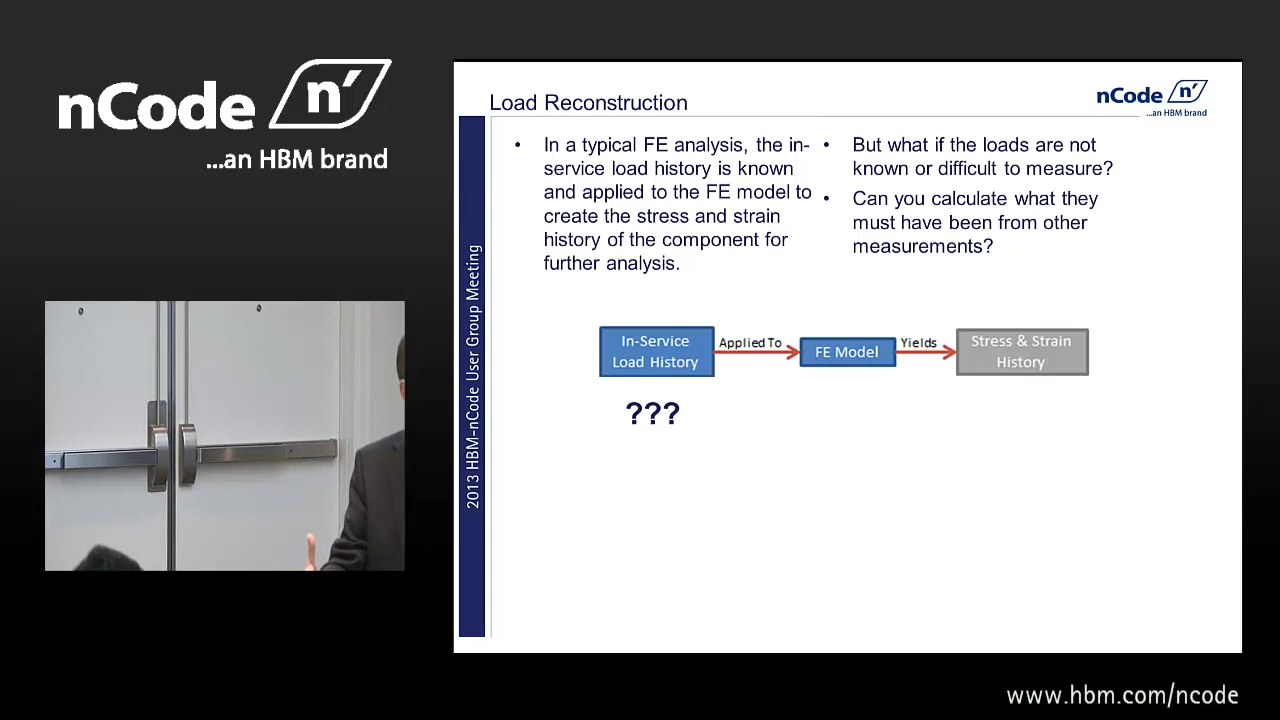 nCode n'
...an HBM brand
Load Reconstruction
nCode n'
...an HBM brand
2013 HBM-nCode User Group Meeting
• In a typical FE analysis, the in-
service load history is known
and applied to the FE model to
create the stress and strain
history of the component for
further analysis.
• But what if the loads are not
known or difficult to measure?
• Can you calculate what they
must have been from other
measurements?
In-Service
Load History
Applied To
FE Model
Yields
Stress & Strain
History
???
www.hbm.com/ncode